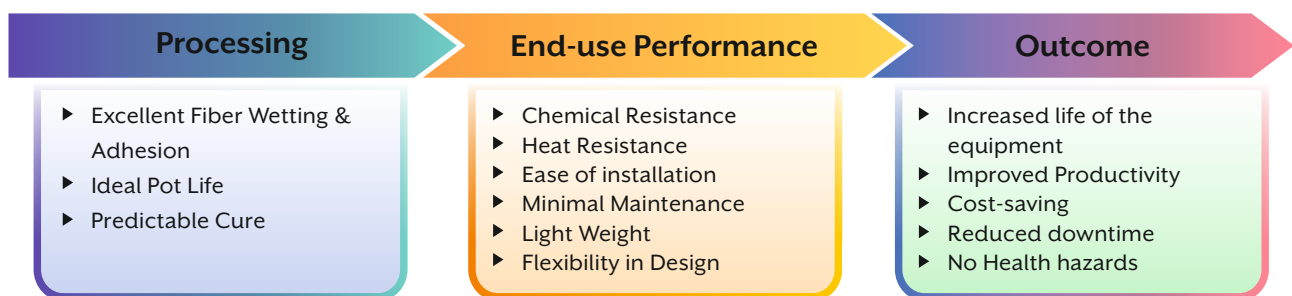 Processing
Excellent Fiber Wetting &
Adhesion
Ideal Pot Life
Predictable Cure
End-use Performance
Chemical Resistance
Heat Resistance
Ease of installation
Minimal Maintenance
Light Weight
Flexibility in Design
Outcome
Increased life of the
equipment
Improved Productivity
Cost-saving
Reduced downtime
No Health hazards